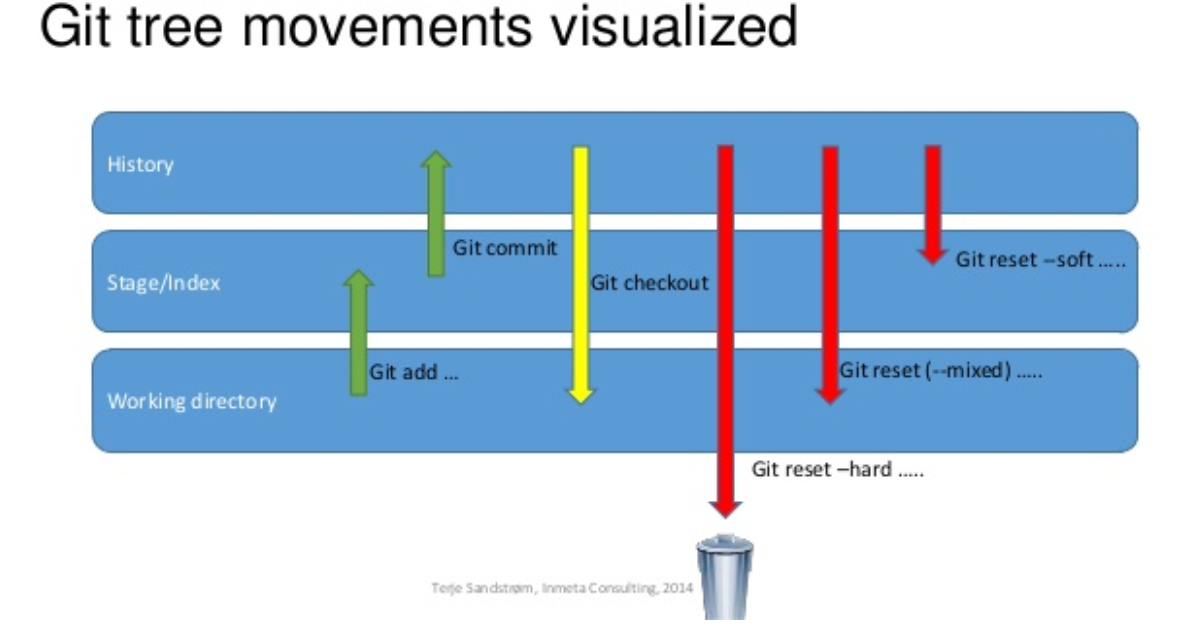 Git tree movements visualized
History
Git commit
Stage/Index
Git checkout
Git reset –soft .....
Git add ...
Git reset (--mixed) .....
Working directory
Git reset –hard .....
Terje Sandstrøm, Inmeta Consulting, 2014